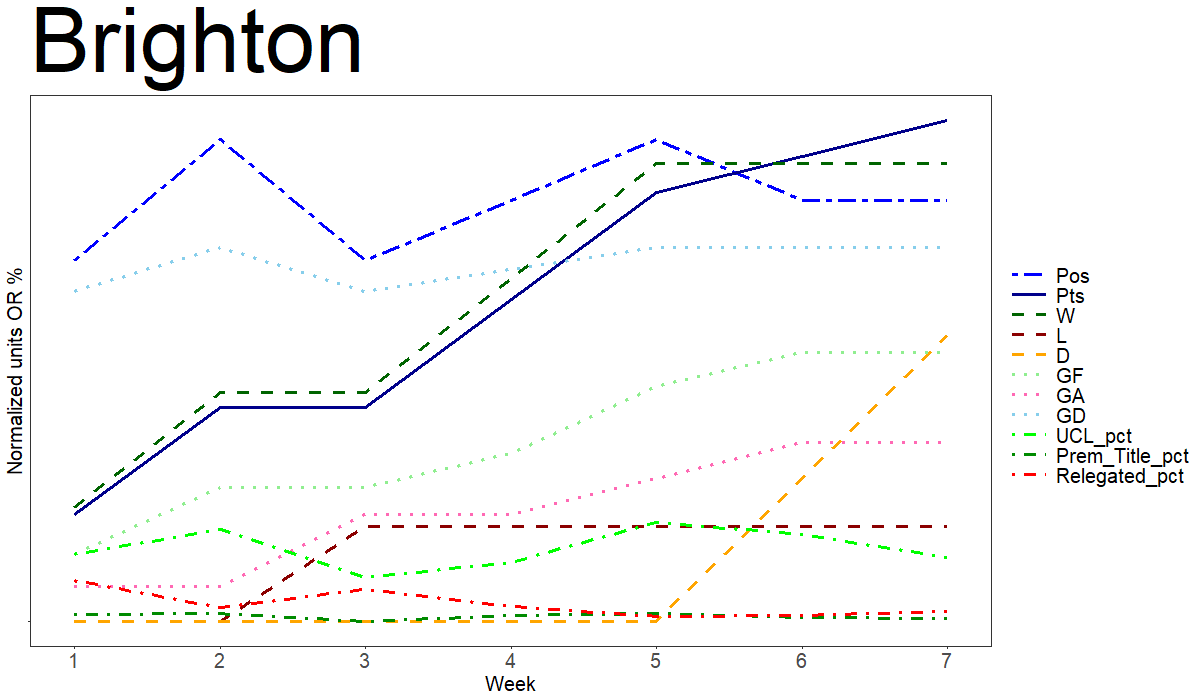 Brighton
Normalized units OR %
1 2 3 4 5 6 7
Week
Pos
Pts
W
L
D
GF
GA
GD
UCL_pct
Prem_Title_pct
Relegated_pct